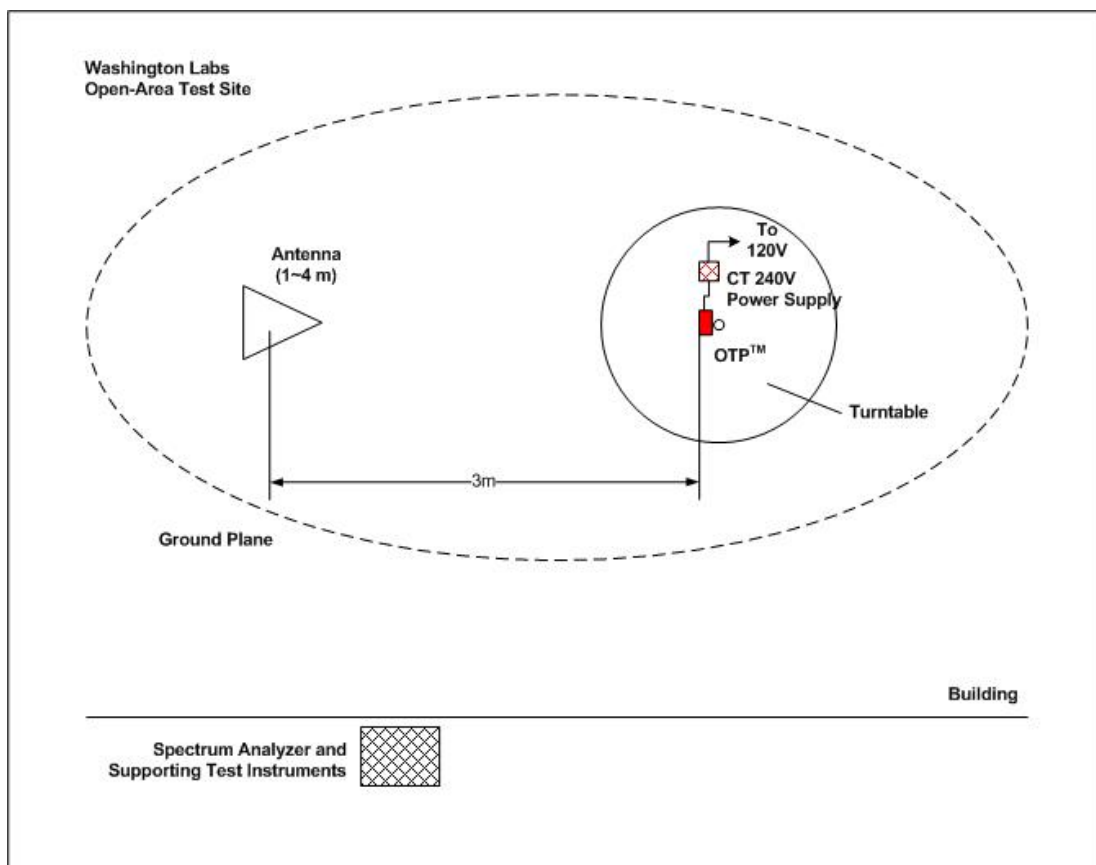 Washington Labs
Open-Area Test Site
Antenna
(1~4 m)
To
120V
CT 240V
Power Supply
OTP™
Turntable
3m
Ground Plane
Building
Spectrum Analyzer and
Supporting Test Instruments